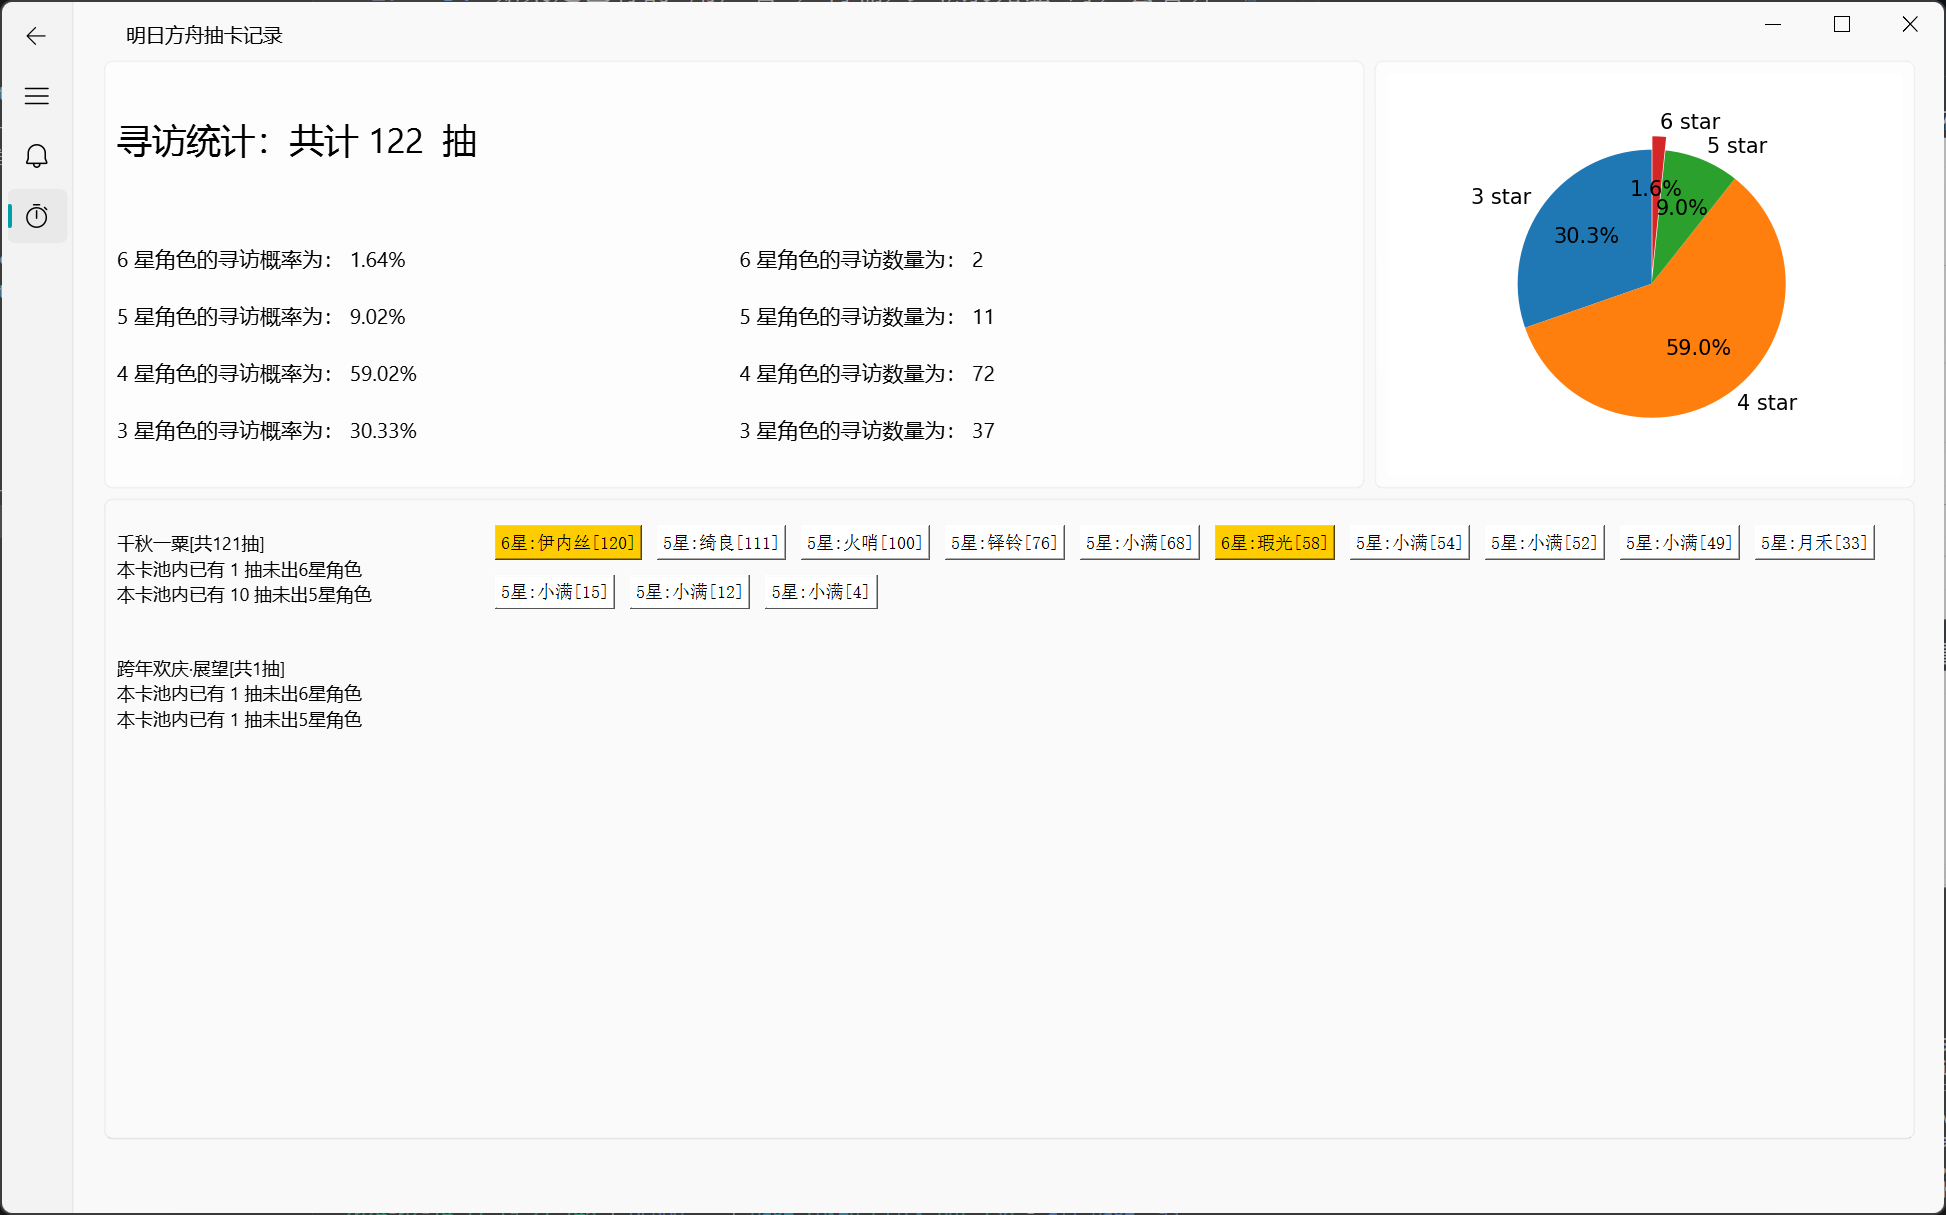 明日方舟抽卡记录
寻访统计：共计 122 抽
6 星角色的寻访概率为： 1.64%
6 星角色的寻访数量为： 2
5 星角色的寻访概率为： 9.02%
5 星角色的寻访数量为： 11
4 星角色的寻访概率为： 59.02%
4 星角色的寻访数量为： 72
3 星角色的寻访概率为： 30.33%
3 星角色的寻访数量为： 37
6 star
5 star
3 star
1.6%
9.0%
30.3%
59.0%
4 star
千秋一粟[共121抽]
本卡池内已有 1 抽未出6星角色
本卡池内已有 10 抽未出5星角色
6星:伊内丝[120]
5星:绮良[111]
5星:火哨[100]
5星:铎铃[76]
5星:小满[68]
6星:瑕光[58]
5星:小满[54]
5星:小满[52]
5星:小满[49]
5星:月禾[33]
5星:小满[15]
5星:小满[12]
5星:小满[4]
跨年欢庆·展望[共1抽]
本卡池内已有 1 抽未出6星角色
本卡池内已有 1 抽未出5星角色